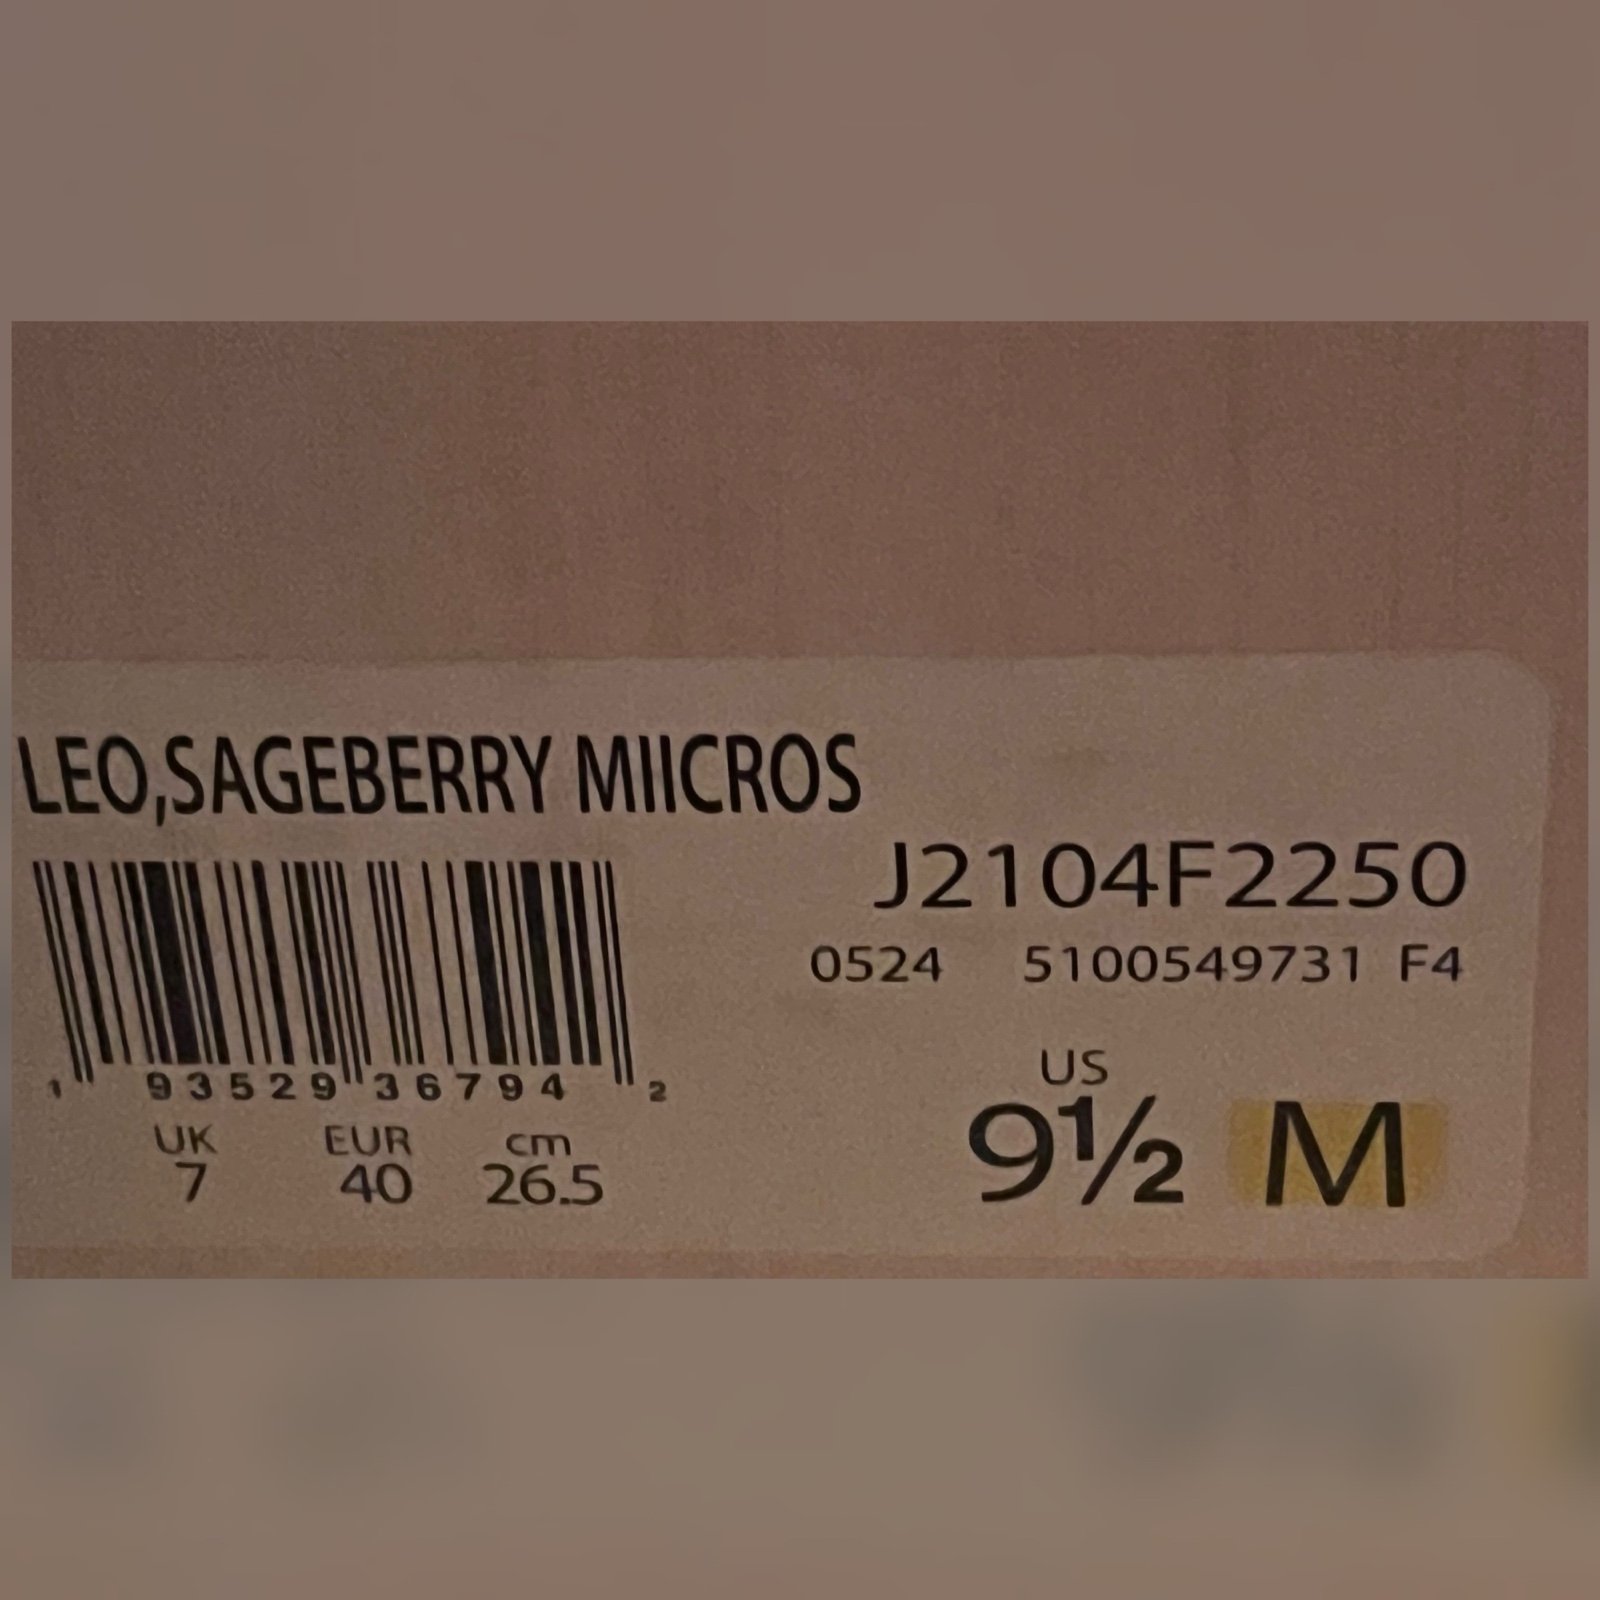 LEO,SAGEBERRY MIICROS
J2104F2250
0524 5100549731 F4
1 93529 36794 2
US
9½ M
UK EUR cm
7 40 26.5